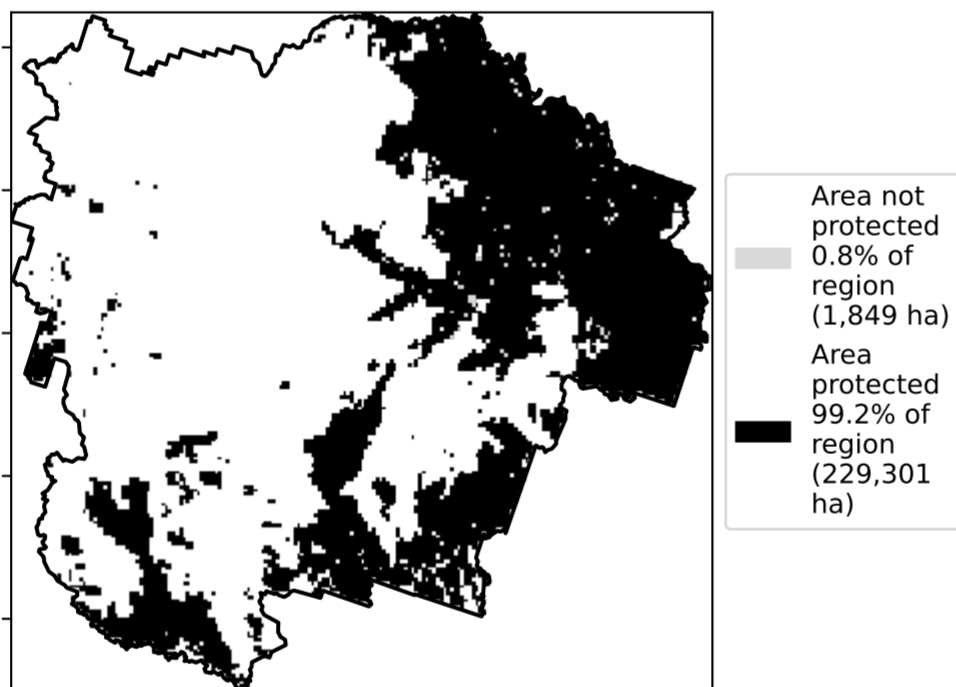 Area not
protected
0.8% of
region
(1,849 ha)
Area
protected
99.2% of
region
(229,301
ha)